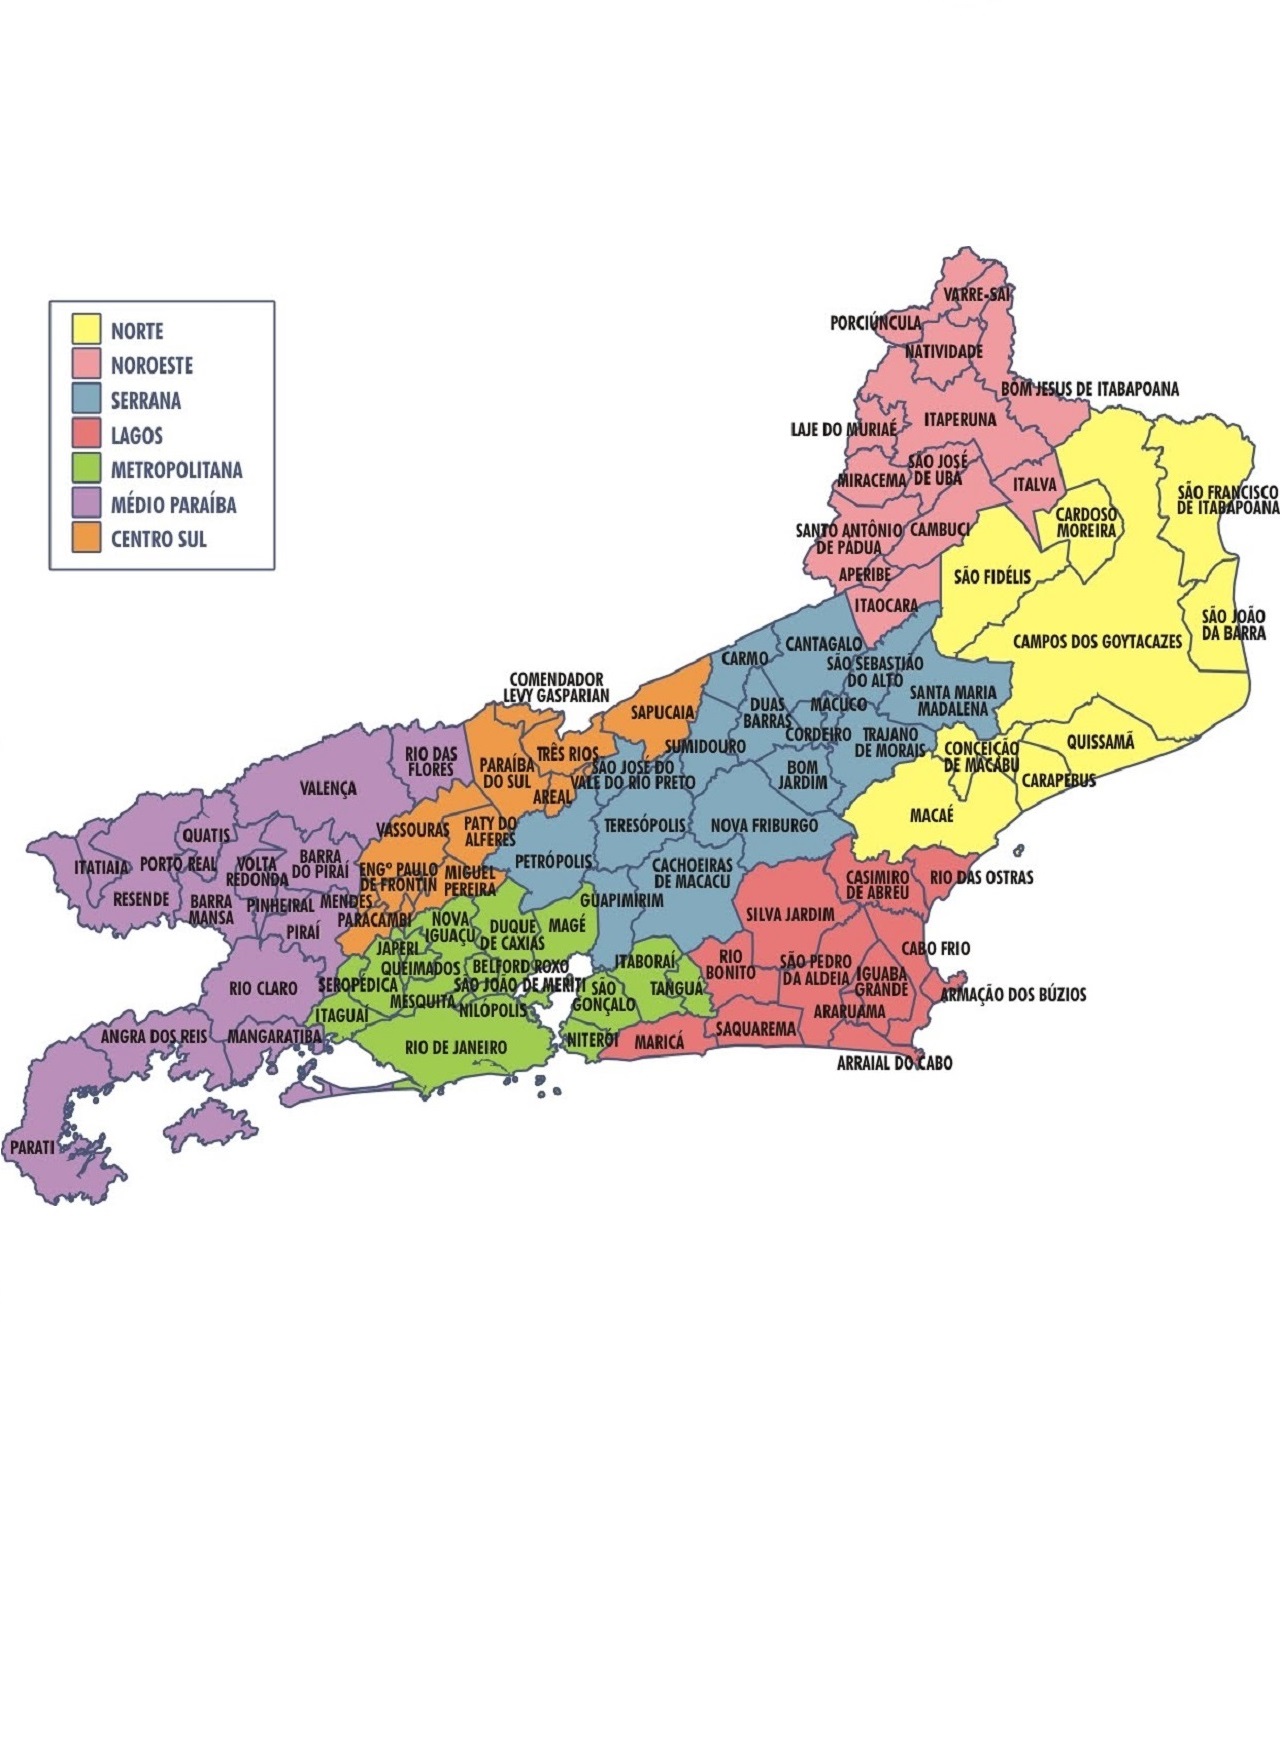 NORTE
NOROESTE
SERRANA
LAGOS
METROPOLITANA
MÉDIO PARAÍBA
CENTRO SUL
VARRE-SAI
PORCIÚNCULA
NATIVIDADE
BOM JESUS DE ITABAPOANA
ITAPERUNA
LAJE DO MURIAÉ
SÃO JOSÉ
DE UBA
MIRACEMA
ITALVA
SÃO FRANCISCO
DE ITABAPOANA
CARDOSO
MOREIRA
SANTO ANTÔNIO
DE PÁDUA
CAMBUCI
APERIBE
SÃO FIDÉLIS
ITAOCARA
SÃO JOÃO
DA BARRA
CAMPOS DOS GOYTACAZES
CANTAGALO
CARMO
SÃO SEBASTIÃO
DO ALTO
COMENDADOR
LEVY GASPARIAN
SANTA MARIA
MADALENA
SAPUCAIA
DUAS
BARRAS
MACUCO
CORDEIRO
TRAJANO
DE MORAIS
SUMIDOURO
CONCEIÇÃO
DE MACABU
QUISSAMÃ
CARAPEBUS
RIO DAS
FLORES
TRÊS RIOS
PARAÍBA
DO SUL
SÃO JOSÉ DO
VALE DO RIO PRETO
BOM
JARDIM
VALENÇA
AREAL
MACAÉ
VASSOURAS
PATY DO
ALFERES
TERESÓPOLIS
NOVA FRIBURGO
QUATIS
ITATIAIA
PORTO REAL
VOLTA
REDONDA
BARRA
DO PIRAÍ
ENGº PAULO
DE FRONTIN
MIGUEL
PEREIRA
PETRÓPOLIS
CACHOEIRAS
DE MACACU
CASIMIRO
DE ABREU
RIO DAS OSTRAS
RESENDE
BARRA
MANSA
PINHEIRAL
MENDES
GUAPIMIRIM
PARACAMBI
NOVA
IGUAÇU
DUQUE
DE CAXIAS
MAGÉ
SILVA JARDIM
PIRAÍ
JAPERI
CABO FRIO
QUEIMADOS
BELFORD ROXO
ITABORAÍ
RIO
BONITO
SÃO PEDRO
DA ALDEIA
IGUABA
GRANDE
RIO CLARO
SEROPÉDICA
SÃO JOÃO DE MERITI
SÃO
GONÇALO
TANGUÁ
ARMAÇÃO DOS BÚZIOS
MESQUITA
NILOPOLIS
ITAGUAÍ
ARARUAMA
ANGRA DOS REIS
MANGARATIBA
RIO DE JANEIRO
NITERÓI
MARICÁ
SAQUAREMA
ARRAIAL DO CABO
PARATI